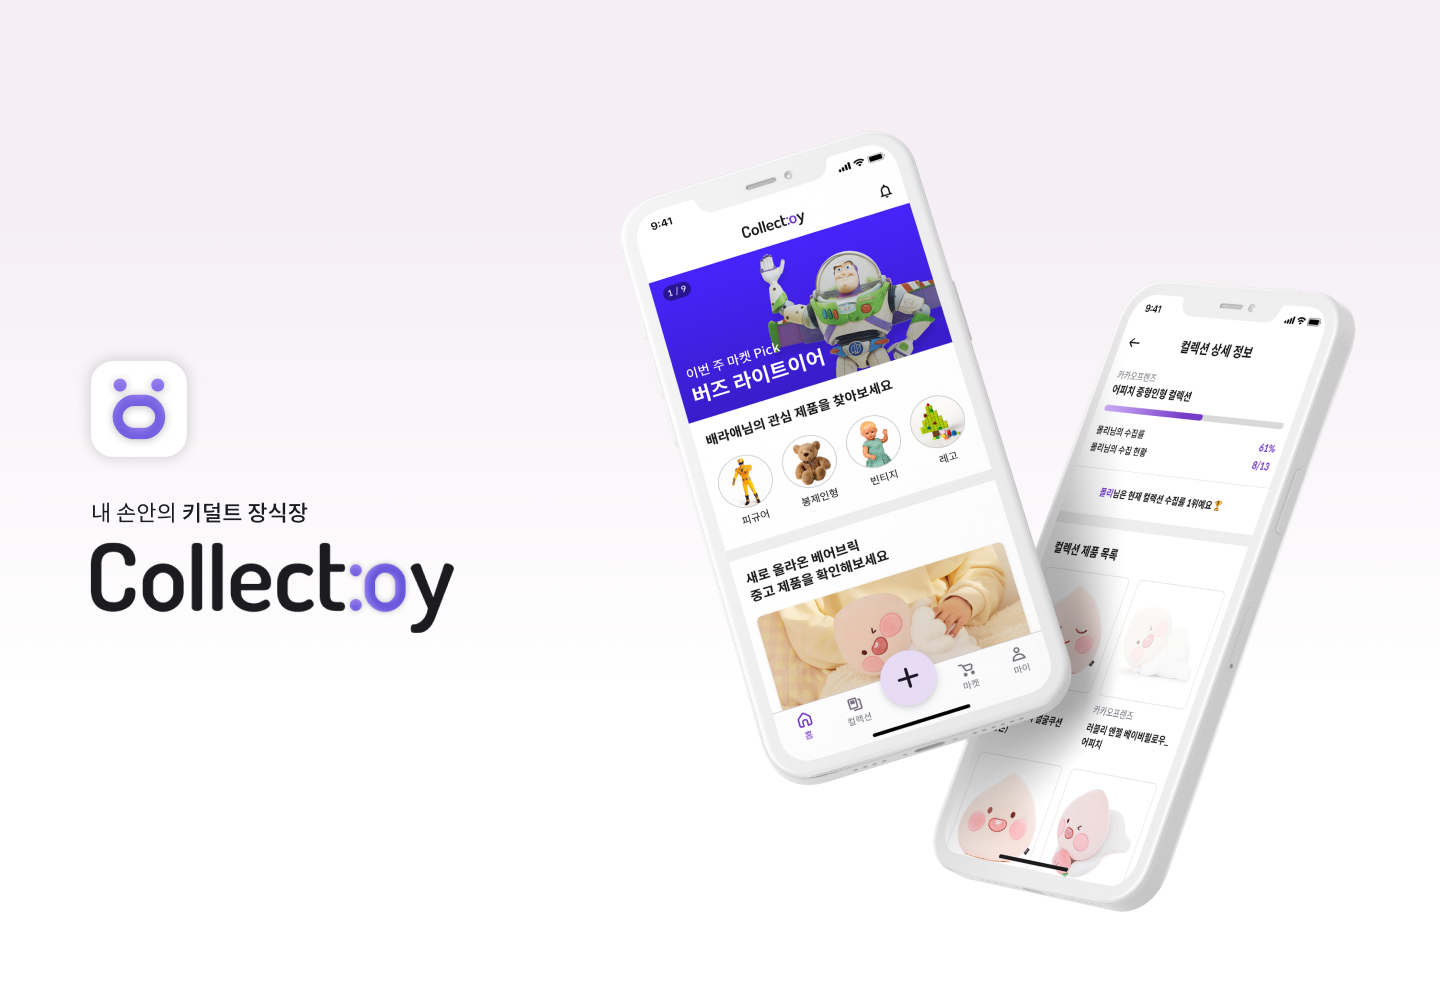 내 손안의 키덜트 장식장
Collect:oy
9:41
Collect:oy
1 / 9
이번 주 마켓 Pick
버즈 라이트이어
배라애님의 관심 제품을 찾아보세요
피규어
봉제인형
빈티지
레고
새로 올라온 베어브릭
중고 제품을 확인해보세요
홈
컬렉션
마켓
마이
9:41
컬렉션 상세 정보
카카오프렌즈
어피치 중형인형 컬렉션
몰리님의 수집률
61%
몰리님의 수집 현황
8/13
몰리님은 현재 컬렉션 수집률 1위예요 🏆
컬렉션 제품 목록
얼굴쿠션
카카오프렌즈
러블리 엔젤 베이비필로우_
어피치